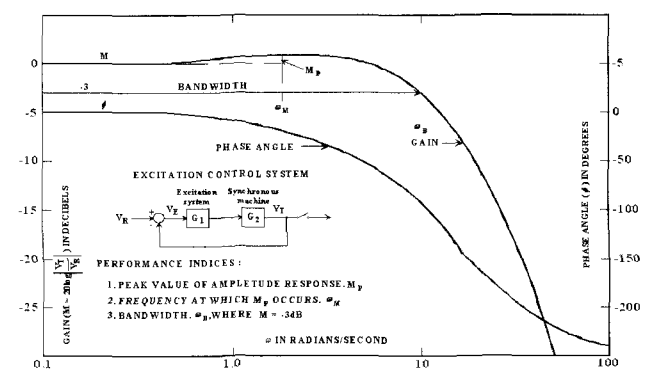 M
0
-5
M_P
-3
BANDWIDTH
ϕ
ω_M
-5
0
ω_B
GAIN
PHASE ANGLE
-10
-50
EXCITATION CONTROL SYSTEM
Excitation system
Synchronous machine
V_R
+
-
V_E
G_1
G_2
V_T
-15
-100
-20
-150
-25
-200
GAIN (M = 20log |V_T/V_R|) IN DECIBELS
PHASE ANGLE (ϕ) IN DEGREES
PERFORMANCE INDICES:
1. PEAK VALUE OF AMPLETUDE RESPONSE. M_P
2. FREQUENCY AT WHICH M_P OCCURS. ω_M
3. BANDWIDTH. ω_B, WHERE M = -3dB
ω IN RADIANS/SECOND
0.1
1.0
10
100